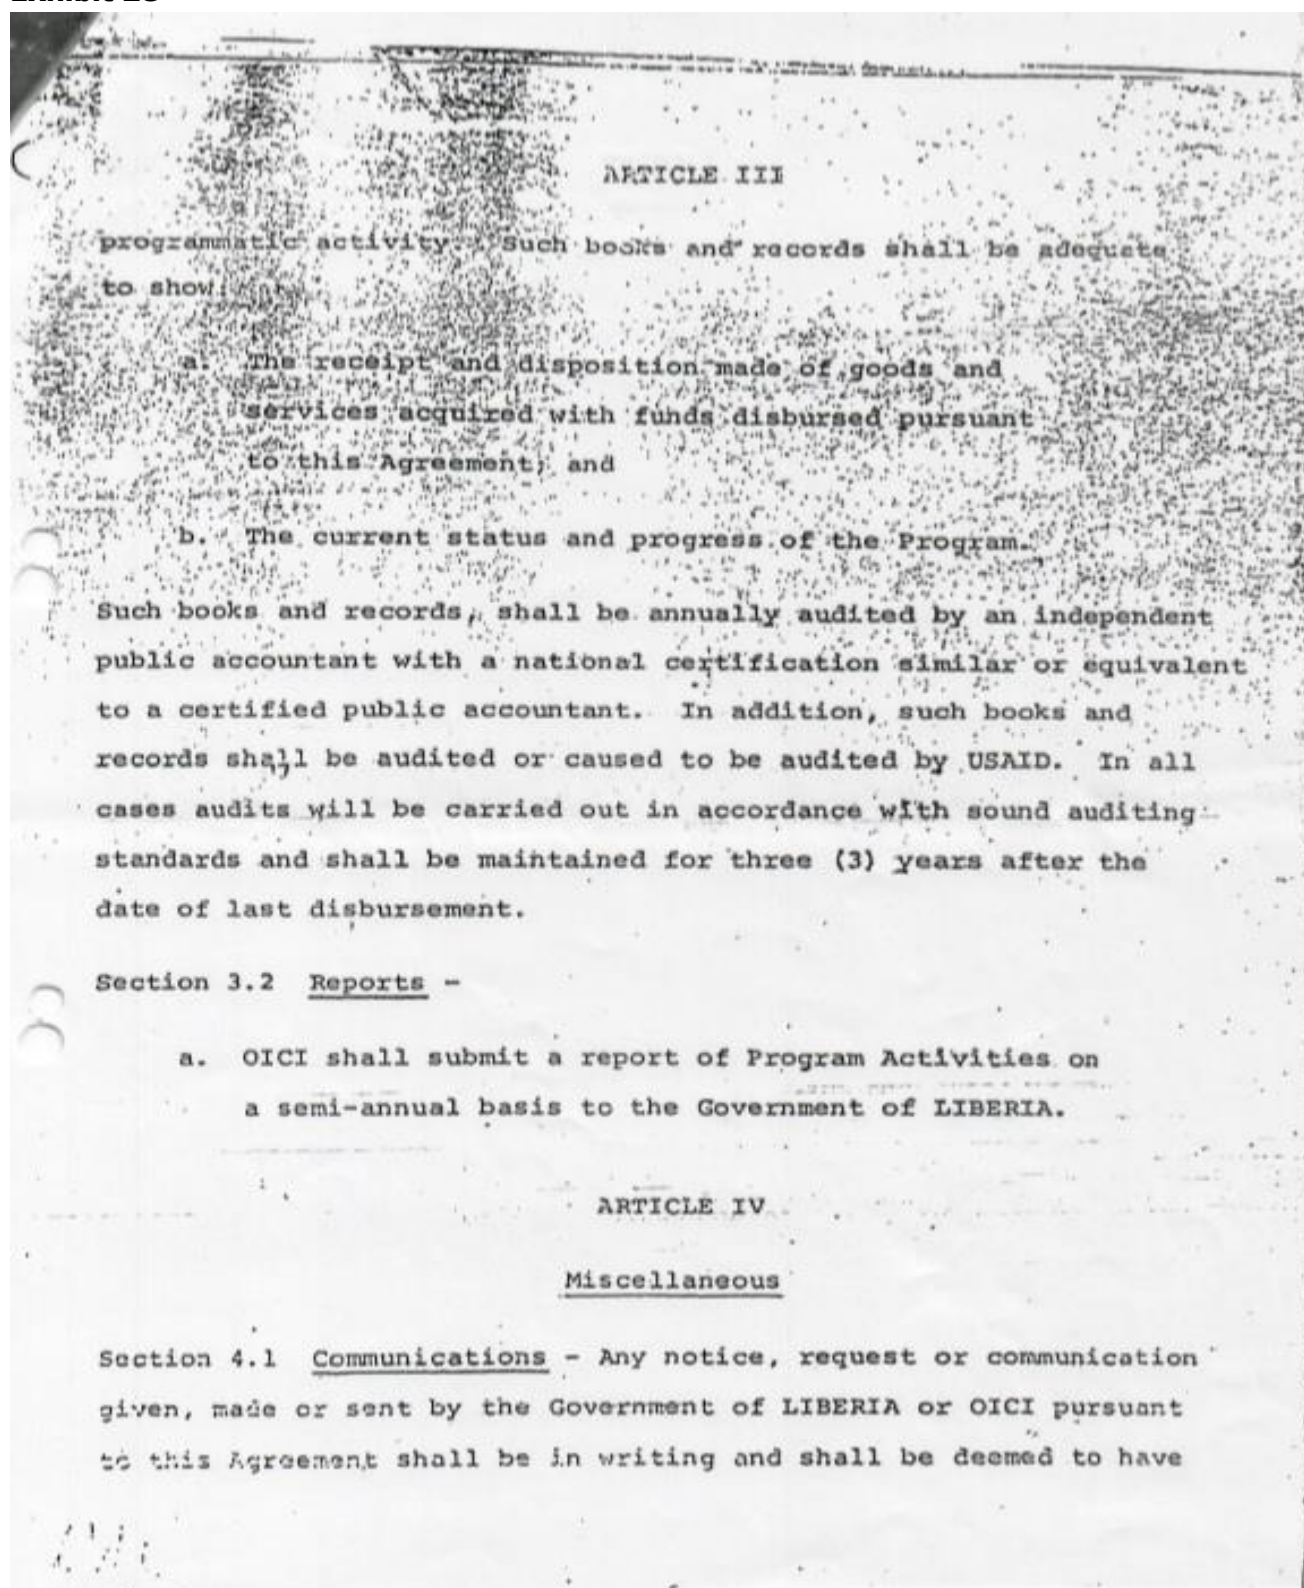 ARTICLE III
programmatic activity. Such books and records shall be adequate
to show:
a. The receipt and disposition made of goods and
services acquired with funds disbursed pursuant
to this Agreement; and
b. The current status and progress of the Program.
Such books and records, shall be annually audited by an independent
public accountant with a national certification similar or equivalent
to a certified public accountant. In addition, such books and
records shall be audited or caused to be audited by USAID. In all
cases audits will be carried out in accordance with sound auditing
standards and shall be maintained for three (3) years after the
date of last disbursement.
Section 3.2 Reports -
a. OICI shall submit a report of Program Activities on
a semi-annual basis to the Government of LIBERIA.
ARTICLE IV
Miscellaneous
Section 4.1 Communications - Any notice, request or communication
given, made or sent by the Government of LIBERIA or OICI pursuant
to this Agreement shall be in writing and shall be deemed to have